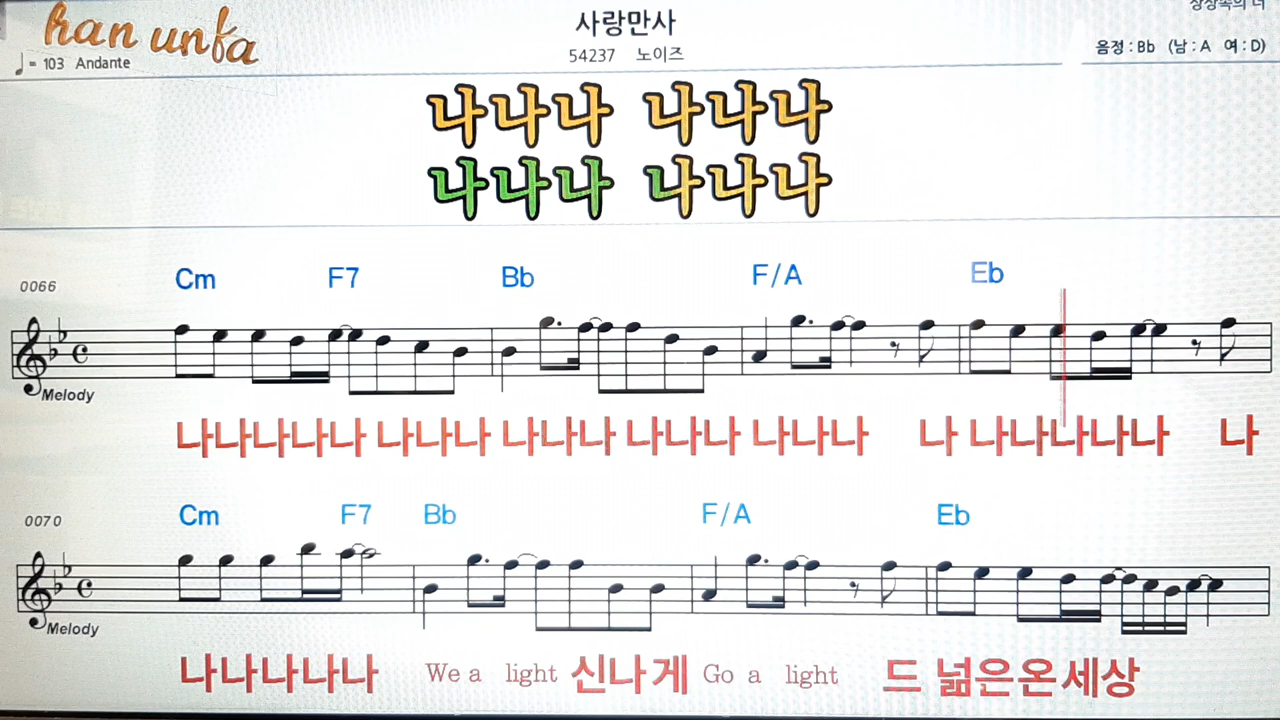 han unfa
사랑만사
♩= 103 Andante
54237 노이즈
음정 : Bb (남 : A 여 : D)
나나나 나나나
나나나 나나나
0066 Cm F7 Bb F/A Eb
Melody
나나나나나 나나나 나나나 나나나 나나나 나 나나나나나 나
0070 Cm F7 Bb F/A Eb
Melody
나나나나나 We a light 신나게 Go a light 드 넓은온세상